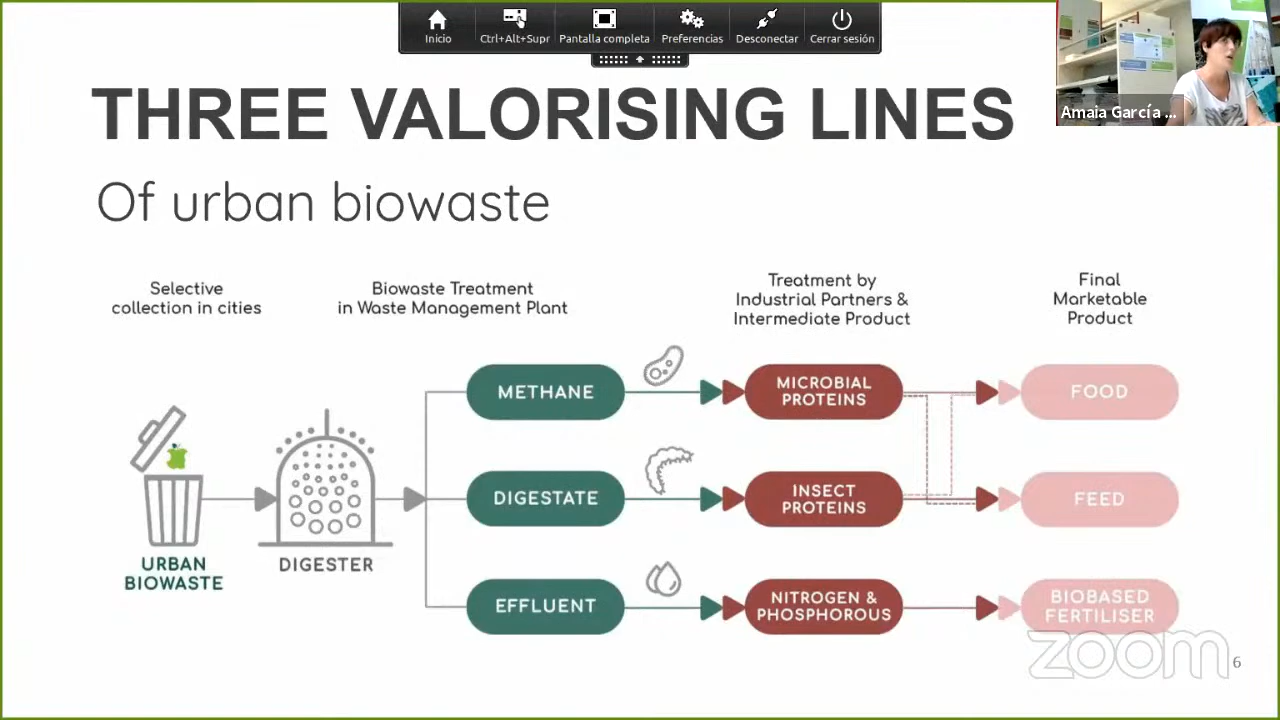 Inicio
Ctrl+Alt+Supr
Pantalla completa
Preferencias
Desconectar
Cerrar sesión
Amaia García ...
THREE VALORISING LINES
Of urban biowaste
Selective
collection in cities
Biowaste Treatment
in Waste Management Plant
Treatment by
Industrial Partners &
Intermediate Product
Final
Marketable
Product
METHANE
MICROBIAL
PROTEINS
FOOD
DIGESTATE
INSECT
PROTEINS
FEED
URBAN
BIOWASTE
DIGESTER
EFFLUENT
NITROGEN &
PHOSPHOROUS
BIOBASED
FERTILISER
zoom
6